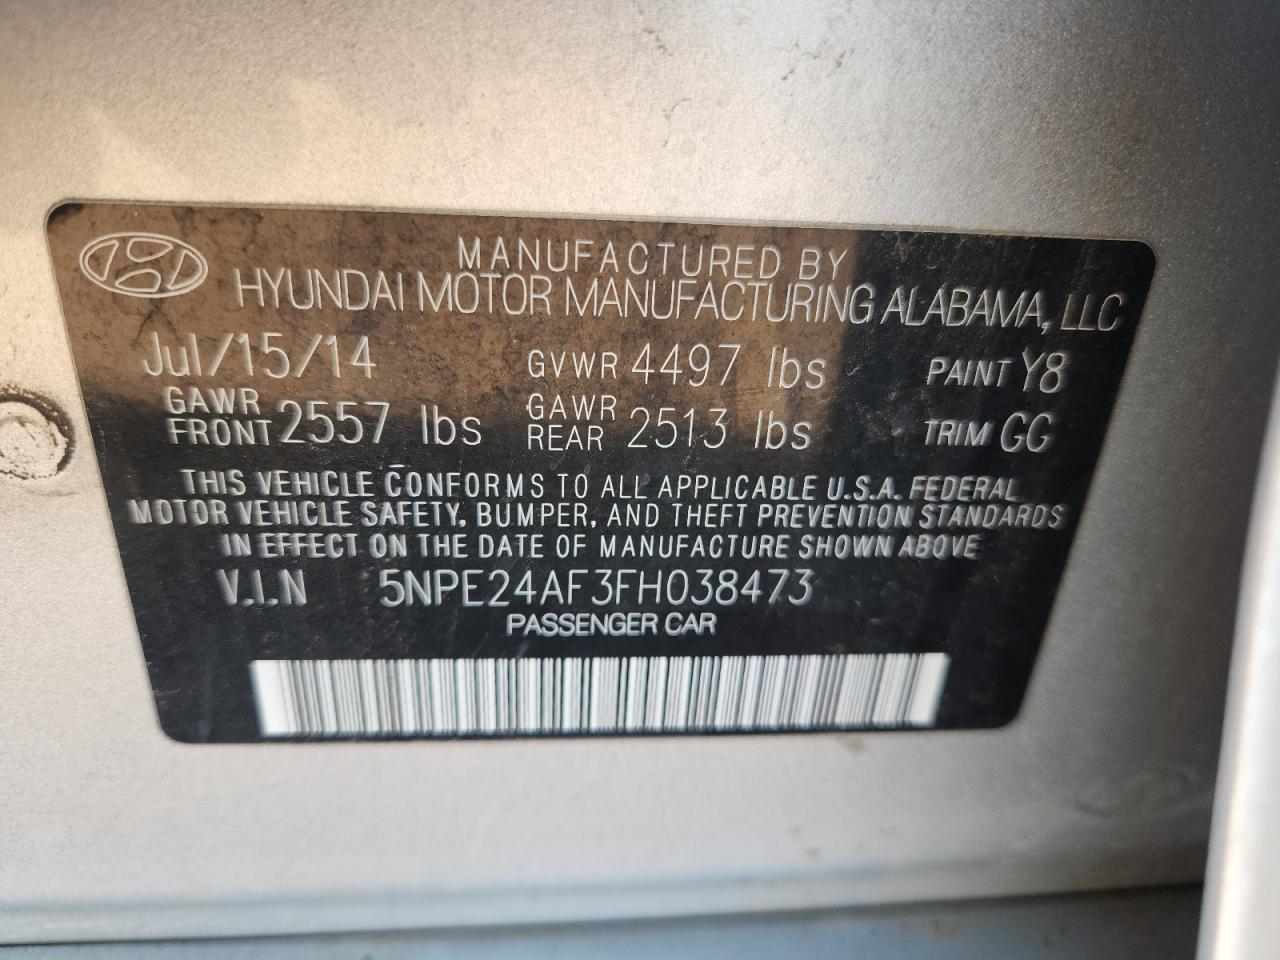 MANUFACTURED BY
HYUNDAI MOTOR MANUFACTURING ALABAMA, LLC
Jul/15/14 GVWR 4497 lbs PAINT Y8
GAWR FRONT 2557 lbs GAWR REAR 2513 lbs TRIM GG
THIS VEHICLE CONFORMS TO ALL APPLICABLE U.S.A. FEDERAL
MOTOR VEHICLE SAFETY, BUMPER, AND THEFT PREVENTION STANDARDS
IN EFFECT ON THE DATE OF MANUFACTURE SHOWN ABOVE
V.I.N 5NPE24AF3FH038473
PASSENGER CAR